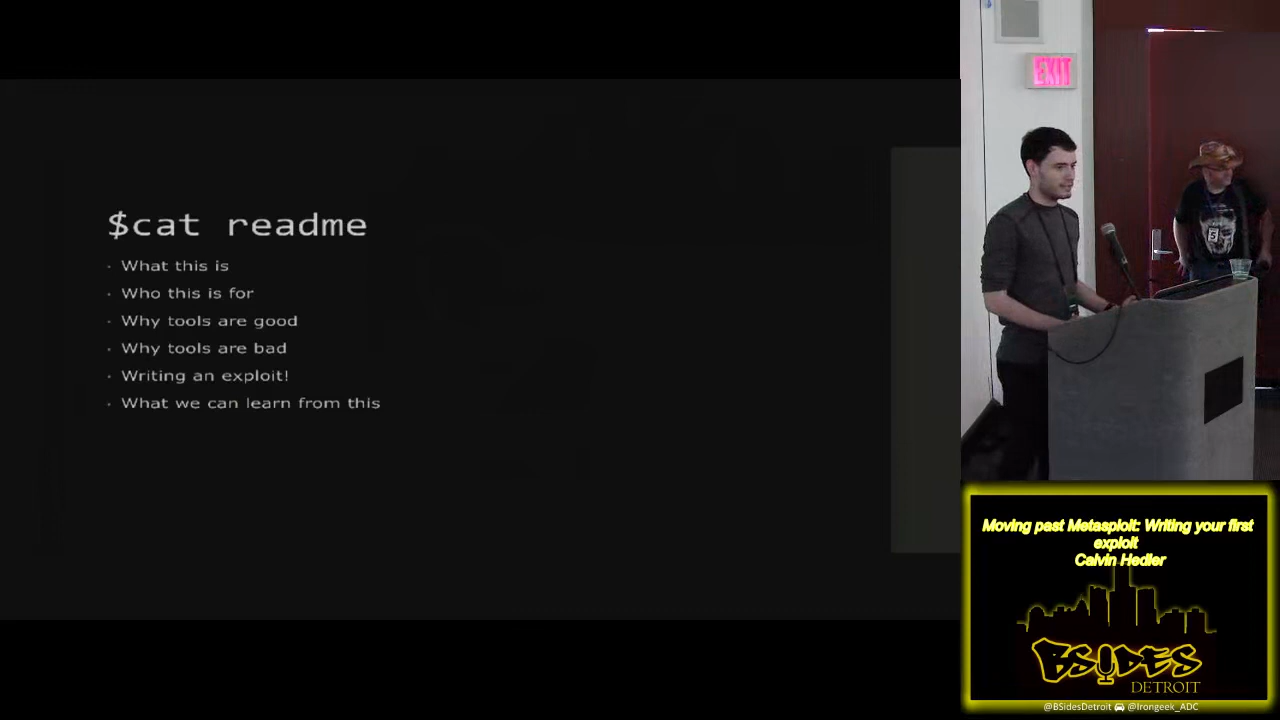 $cat readme
· What this is
· Who this is for
· Why tools are good
· Why tools are bad
· Writing an exploit!
· What we can learn from this
EXIT
Moving past Metasploit: Writing your first
exploit
Calvin Hedler
BSIDES
DETROIT
@BSidesDetroit @Irongeek_ADC